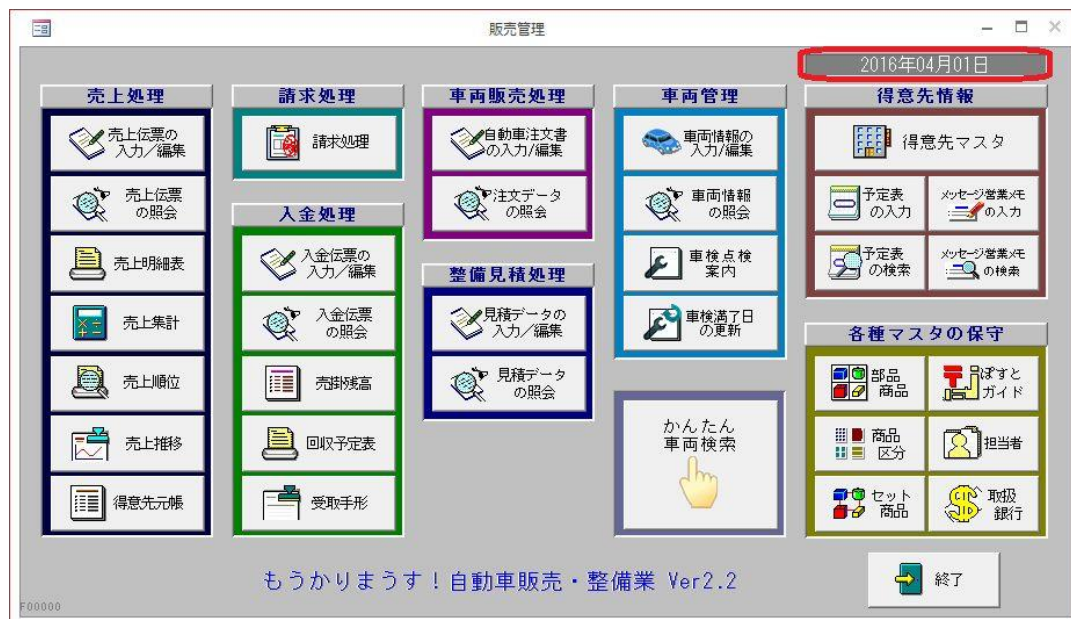 販売管理
2016年04月01日
売上処理
売上伝票の
入力／編集
売上伝票
の照会
売上明細表
売上集計
売上順位
売上推移
得意先元帳
請求処理
請求処理
入金処理
入金伝票の
入力／編集
入金伝票
の照会
売掛残高
回収予定表
受取手形
車両販売処理
自動車注文書
の入力/編集
注文データ
の照会
整備見積処理
見積データの
入力／編集
見積データ
の照会
車両管理
車両情報の
入力/編集
車両情報
の照会
車検点検
案内
車検満了日
の更新
かんたん
車両検索
得意先情報
得意先マスタ
予定表
の入力
メッセージ営業メモ
の入力
予定表
の検索
メッセージ営業メモ
の検索
各種マスタの保守
部品
商品
ぽすと
ガイド
商品
区分
担当者
セット
商品
取扱
銀行
もうかりまうす！自動車販売・整備業 Ver2.2
終了
F00000